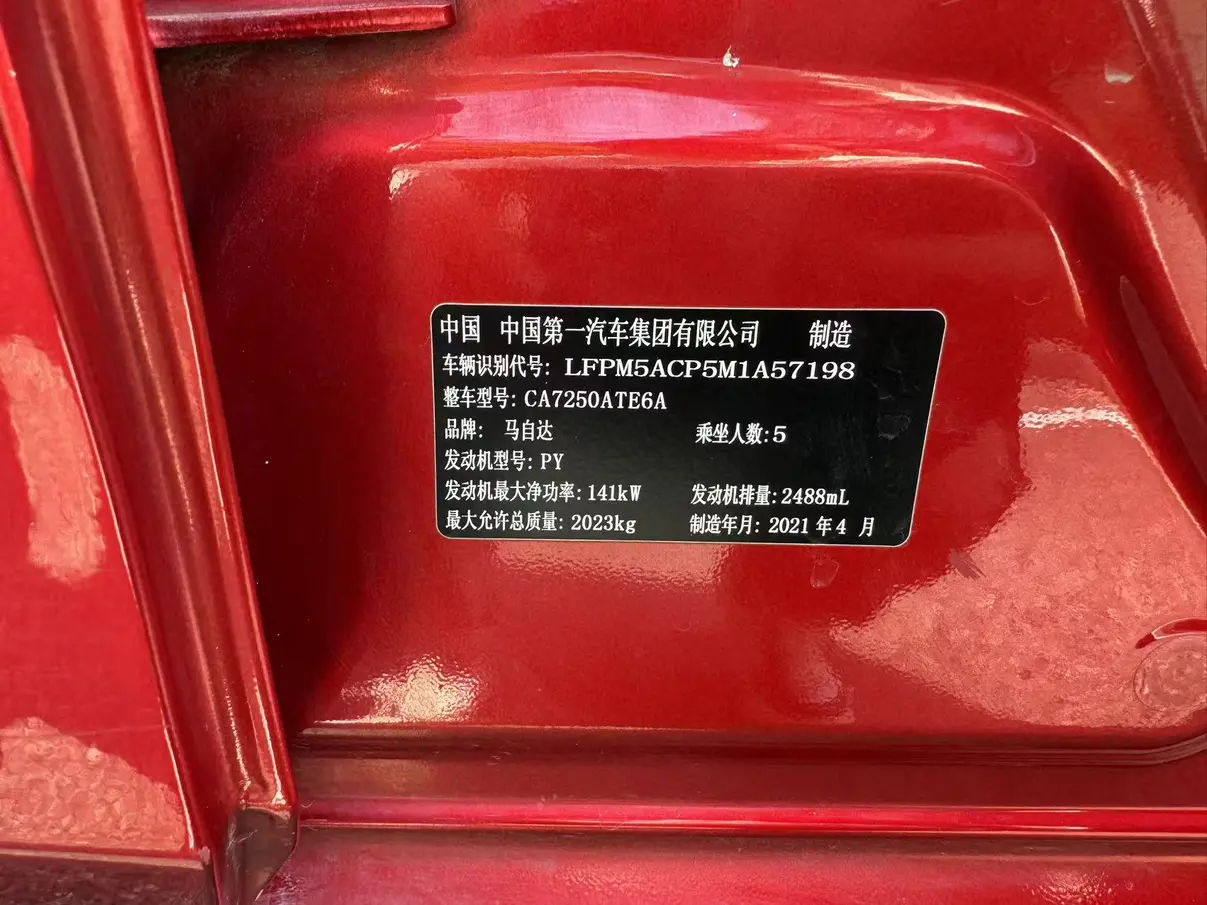 中国 中国第一汽车集团有限公司 制造
车辆识别代号: LFPM5ACP5M1A57198
整车型号: CA7250ATE6A
品牌: 马自达 乘坐人数: 5
发动机型号: PY
发动机最大净功率: 141kW 发动机排量: 2488mL
最大允许总质量: 2023kg 制造年月: 2021 年 4 月